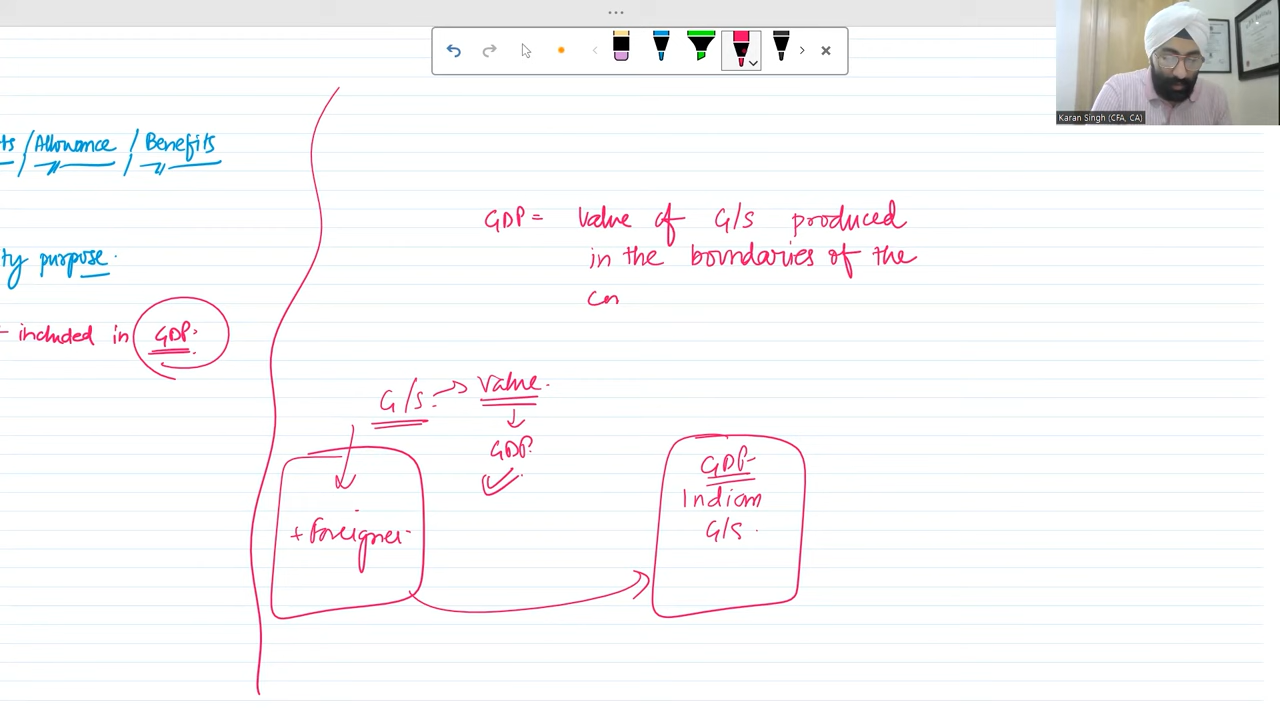 ts / Allowance / Benefits
ty purpose.
included in GDP.
GDP = Value of G/S produced
in the boundaries of the
con
G/S. → Value.
↓
GDP.
+ Foreigner
GDP
Indian
G/S.
Karan Singh (CFA, CA)